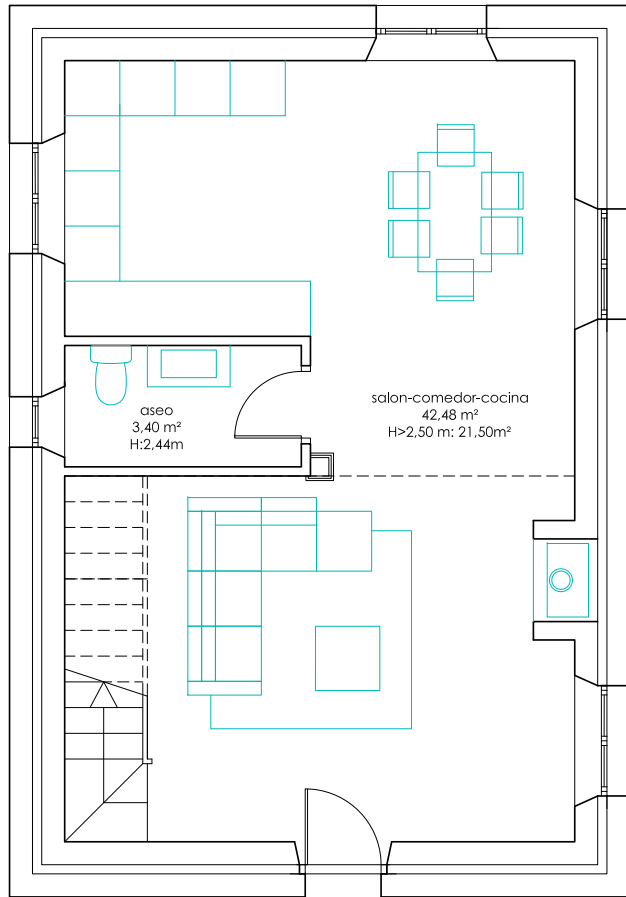 aseo
3,40 m²
H:2,44m
salon-comedor-cocina
42,48 m²
H>2,50 m: 21,50m²